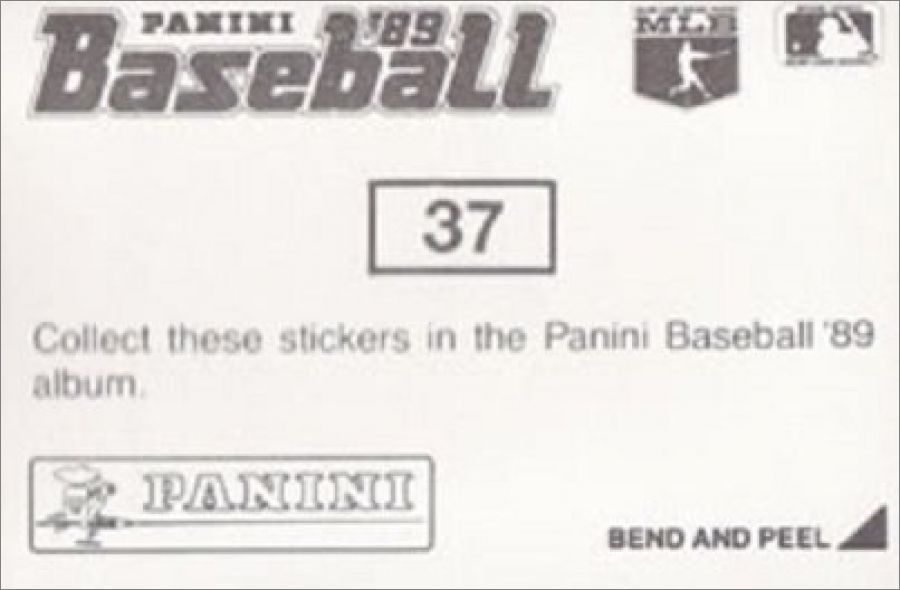 PANINI '89
Baseball
MLB
37
Collect these stickers in the Panini Baseball '89
album.
PANINI
BEND AND PEEL